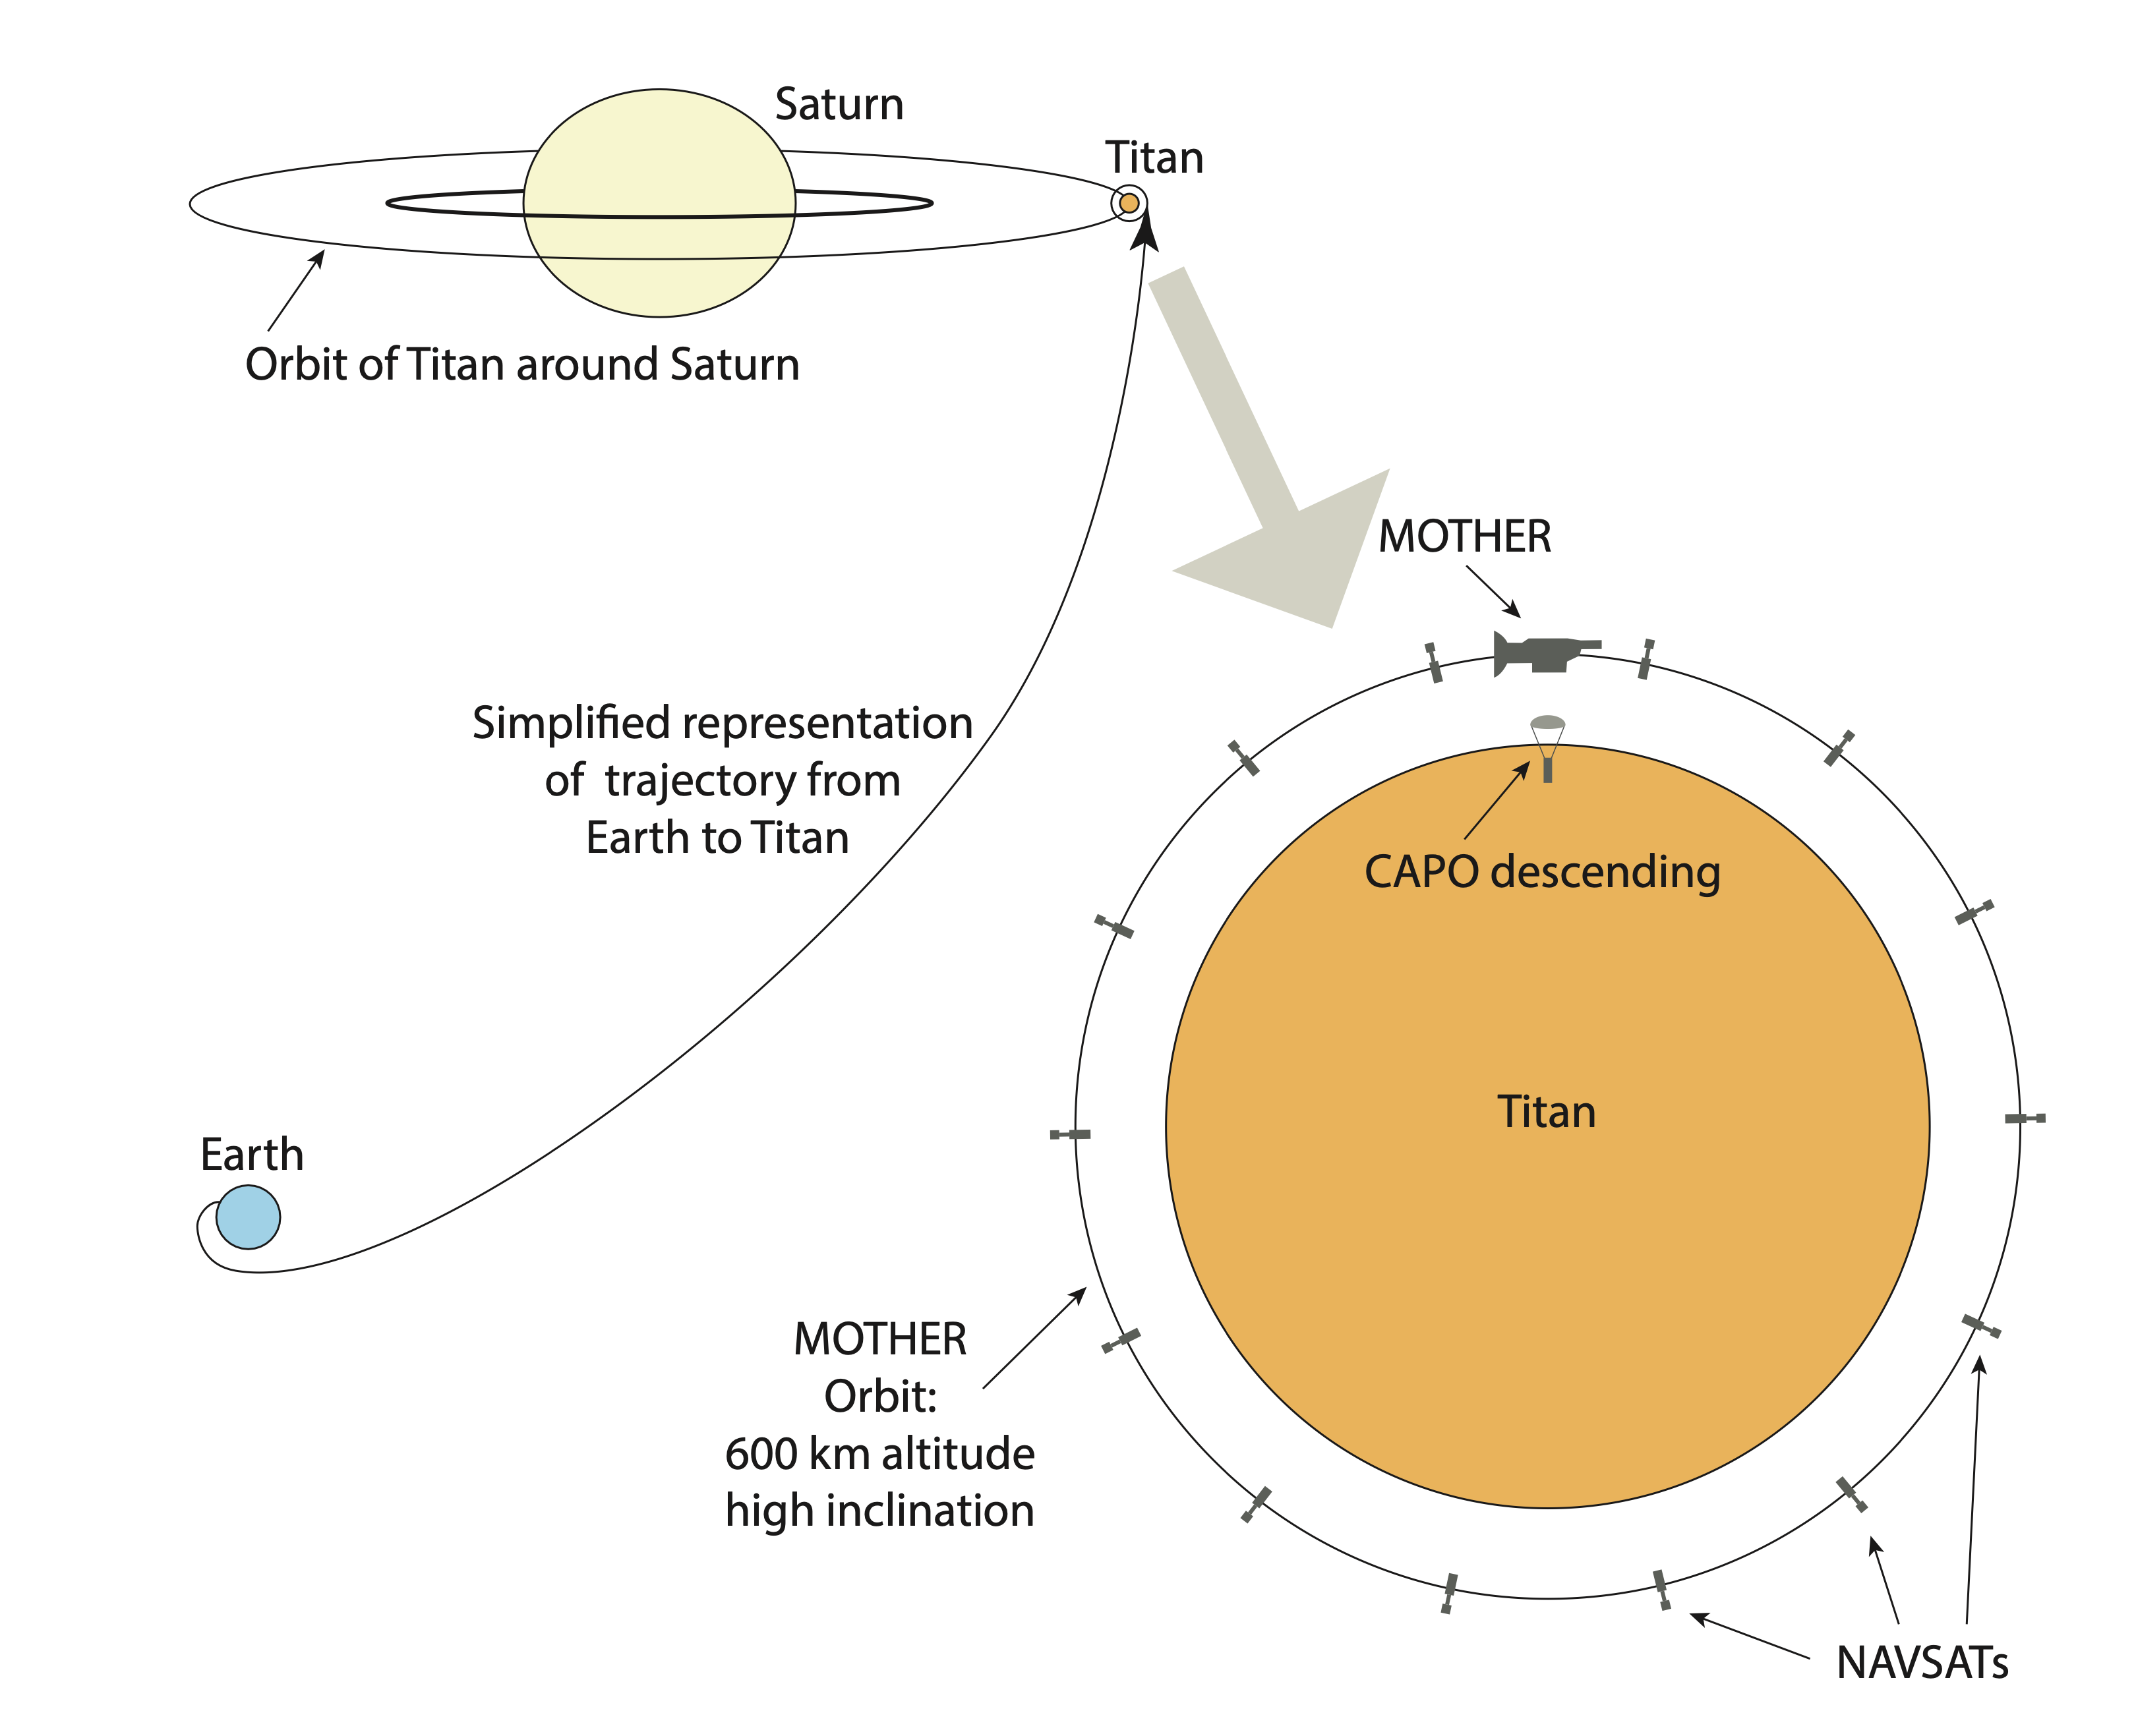 Saturn
Titan
Orbit of Titan around Saturn
MOTHER
Simplified representation
of trajectory from
Earth to Titan
CAPO descending
Titan
Earth
MOTHER
Orbit:
600 km altitude
high inclination
NAVSATs